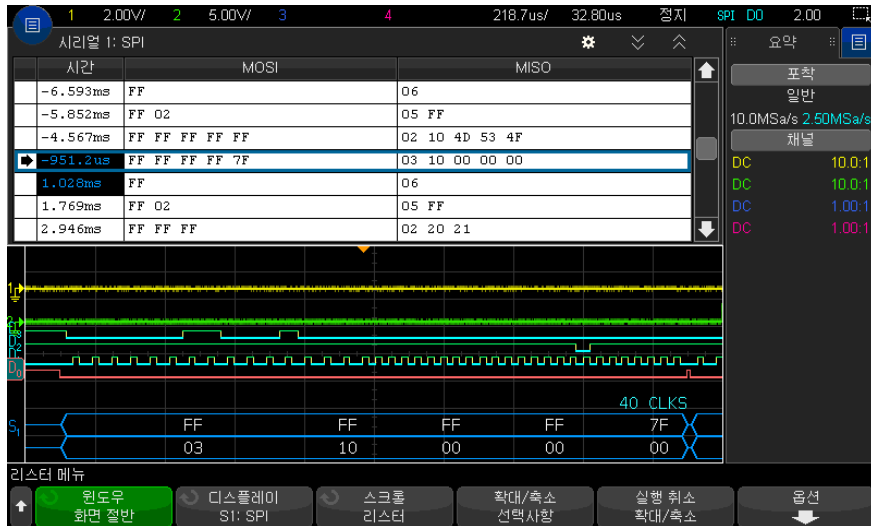 1 2.00V/ 2 5.00V/ 3 4 218.7us/ 32.80us 정지 SPI D0 2.00
시리얼 1: SPI
요약
시간 MOSI MISO
-6.593ms FF 06
-5.852ms FF 02 05 FF
-4.567ms FF FF FF FF FF 02 10 4D 53 4F
-951.2us FF FF FF FF 7F 03 10 00 00 00
1.028ms FF 06
1.769ms FF 02 05 FF
2.946ms FF FF FF 02 20 21
포착
일반
10.0MSa/s 2.50MSa/s
채널
DC 10.0:1
DC 10.0:1
DC 1.00:1
DC 1.00:1
1
2
D0
40 CLKS
S1
FF FF FF FF 7F
03 10 00 00 00
리스터 메뉴
윈도우
화면 절반
디스플레이
S1: SPI
스크롤
리스터
확대/축소
선택사항
실행 취소
확대/축소
옵션